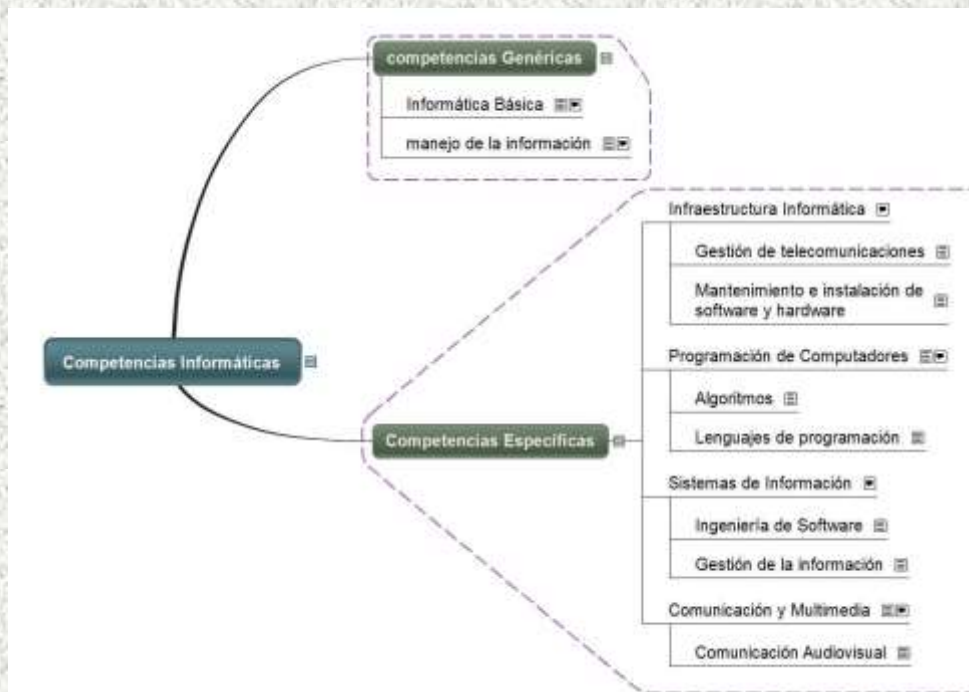 competencias Genéricas
Informática Básica
manejo de la información
Competencias Informáticas
Competencias Específicas
Infraestructura Informática
Gestión de telecomunicaciones
Mantenimiento e instalación de
software y hardware
Programación de Computadores
Algoritmos
Lenguajes de programación
Sistemas de Información
Ingeniería de Software
Gestión de la información
Comunicación y Multimedia
Comunicación Audiovisual